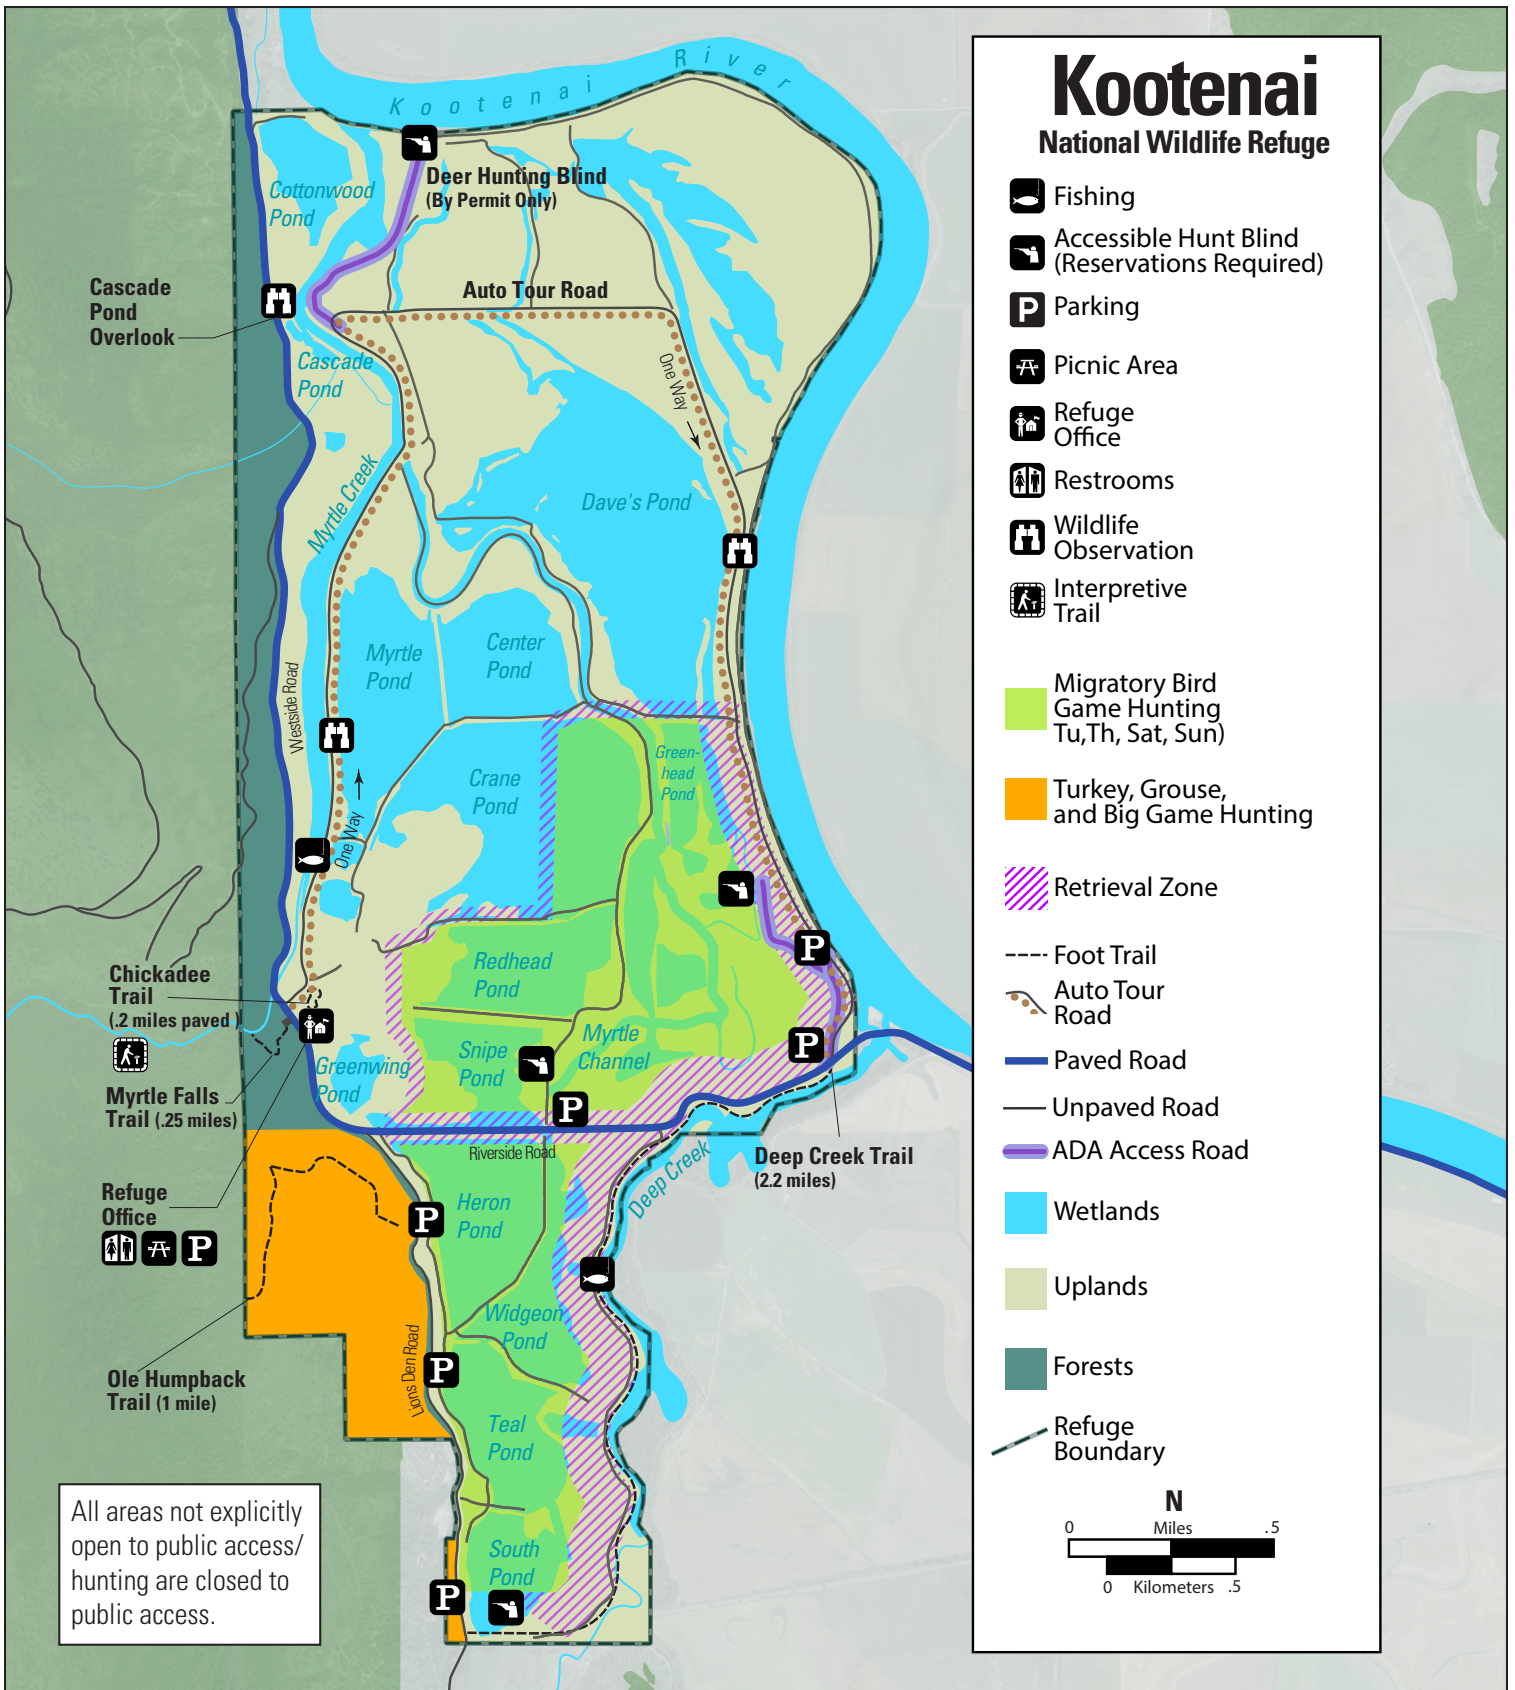 Kootenai River
Cottonwood
Pond
Deer Hunting Blind
(By Permit Only)
Cascade
Pond
Overlook
Auto Tour Road
Cascade
Pond
One Way
Myrtle Creek
Dave's Pond
Myrtle
Pond
Center
Pond
Westside Road
Crane
Pond
Green-
head
Pond
One Way
Chickadee
Trail
(.2 miles paved)
Redhead
Pond
Snipe
Pond
Myrtle
Channel
Greenwing
Pond
Myrtle Falls
Trail (.25 miles)
Riverside Road
Deep Creek Trail
(2.2 miles)
Deep Creek
Refuge
Office
P
P
P
P
P
P
P
Heron
Pond
Widgeon
Pond
Lions Den Road
Ole Humpback
Trail (1 mile)
Teal
Pond
South
Pond
All areas not explicitly
open to public access/
hunting are closed to
public access.
Kootenai
National Wildlife Refuge
Fishing
Accessible Hunt Blind
(Reservations Required)
P Parking
Picnic Area
Refuge
Office
Restrooms
Wildlife
Observation
Interpretive
Trail
Migratory Bird
Game Hunting
Tu,Th, Sat, Sun)
Turkey, Grouse,
and Big Game Hunting
Retrieval Zone
Foot Trail
Auto Tour
Road
Paved Road
Unpaved Road
ADA Access Road
Wetlands
Uplands
Forests
Refuge
Boundary
N
0 Miles .5
0 Kilometers .5